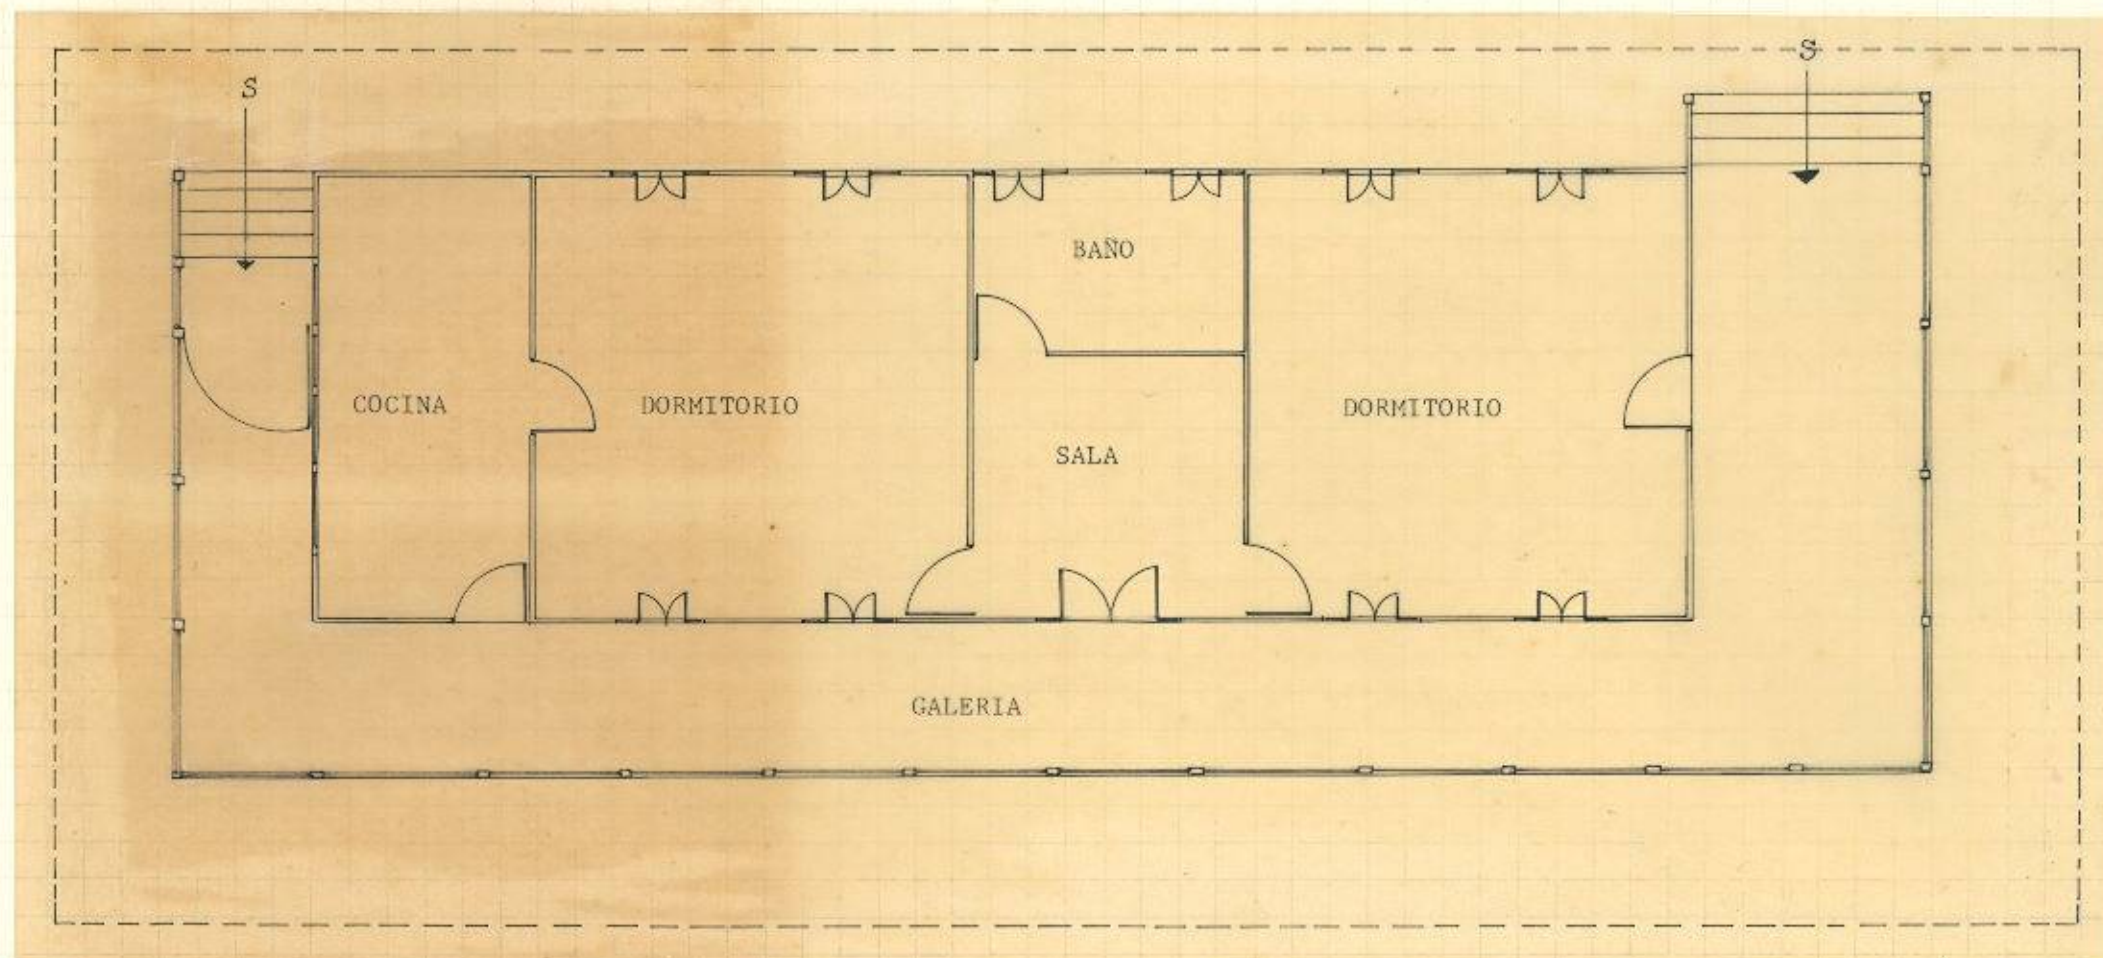 S
S
BAÑO
COCINA
DORMITORIO
DORMITORIO
SALA
GALERIA